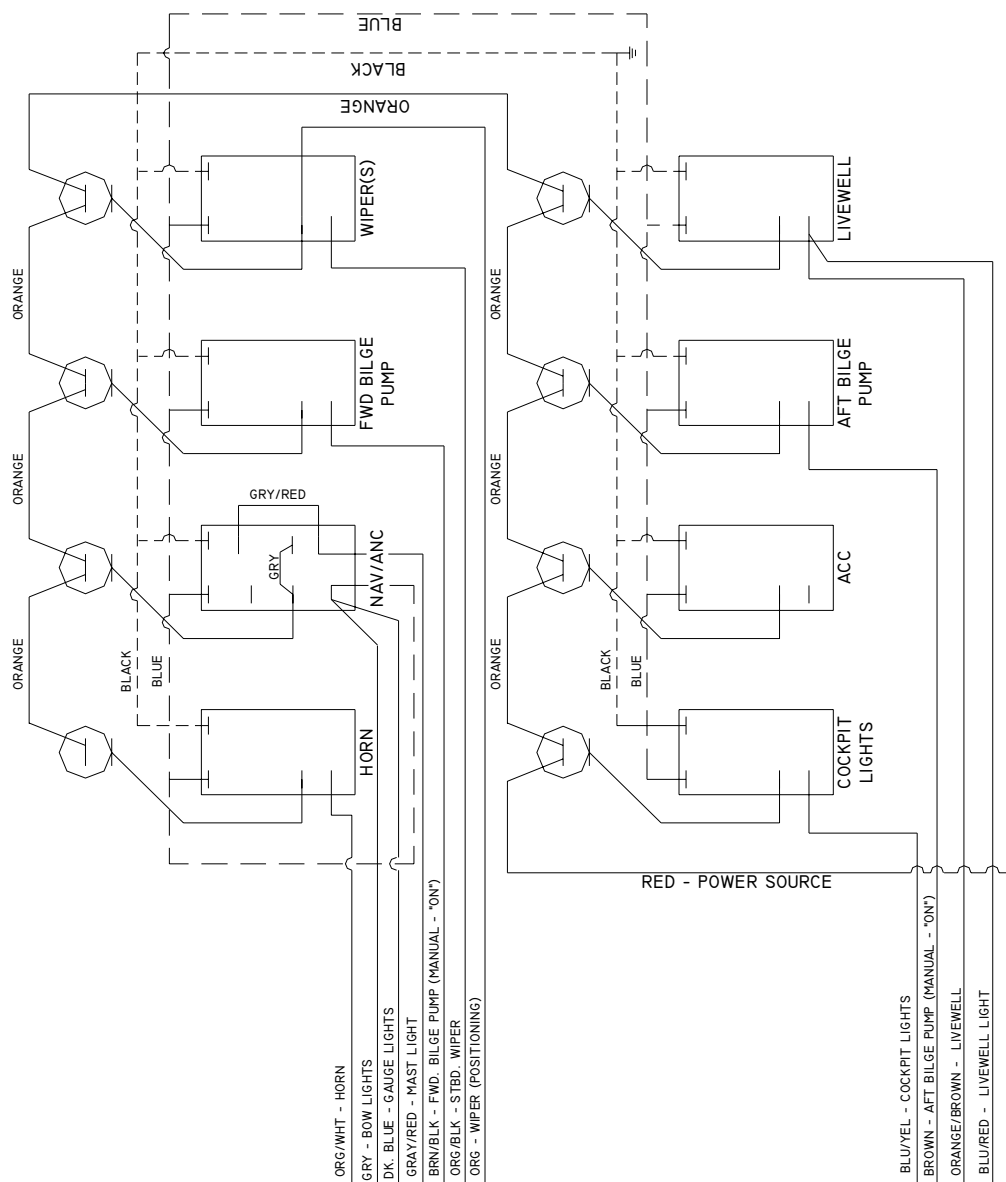 BLUE
BLACK
ORANGE
ORANGE
ORANGE
ORANGE
WIPER(S)
FWD BILGE
PUMP
GRY/RED
GRY
NAV/ANC
BLACK
BLUE
HORN
ORANGE
ORANGE
ORANGE
LIVEWELL
AFT BILGE
PUMP
ACC
BLACK
BLUE
COCKPIT
LIGHTS
RED - POWER SOURCE
ORG/WHT - HORN
GRY - BOW LIGHTS
DK. BLUE - GAUGE LIGHTS
GRAY/RED - MAST LIGHT
BRN/BLK - FWD. BILGE PUMP (MANUAL - "ON")
ORG/BLK - STBD. WIPER
ORG - WIPER (POSITIONING)
BLU/YEL - COCKPIT LIGHTS
BROWN - AFT BILGE PUMP (MANUAL - "ON")
ORANGE/BROWN - LIVEWELL
BLU/RED - LIVEWELL LIGHT